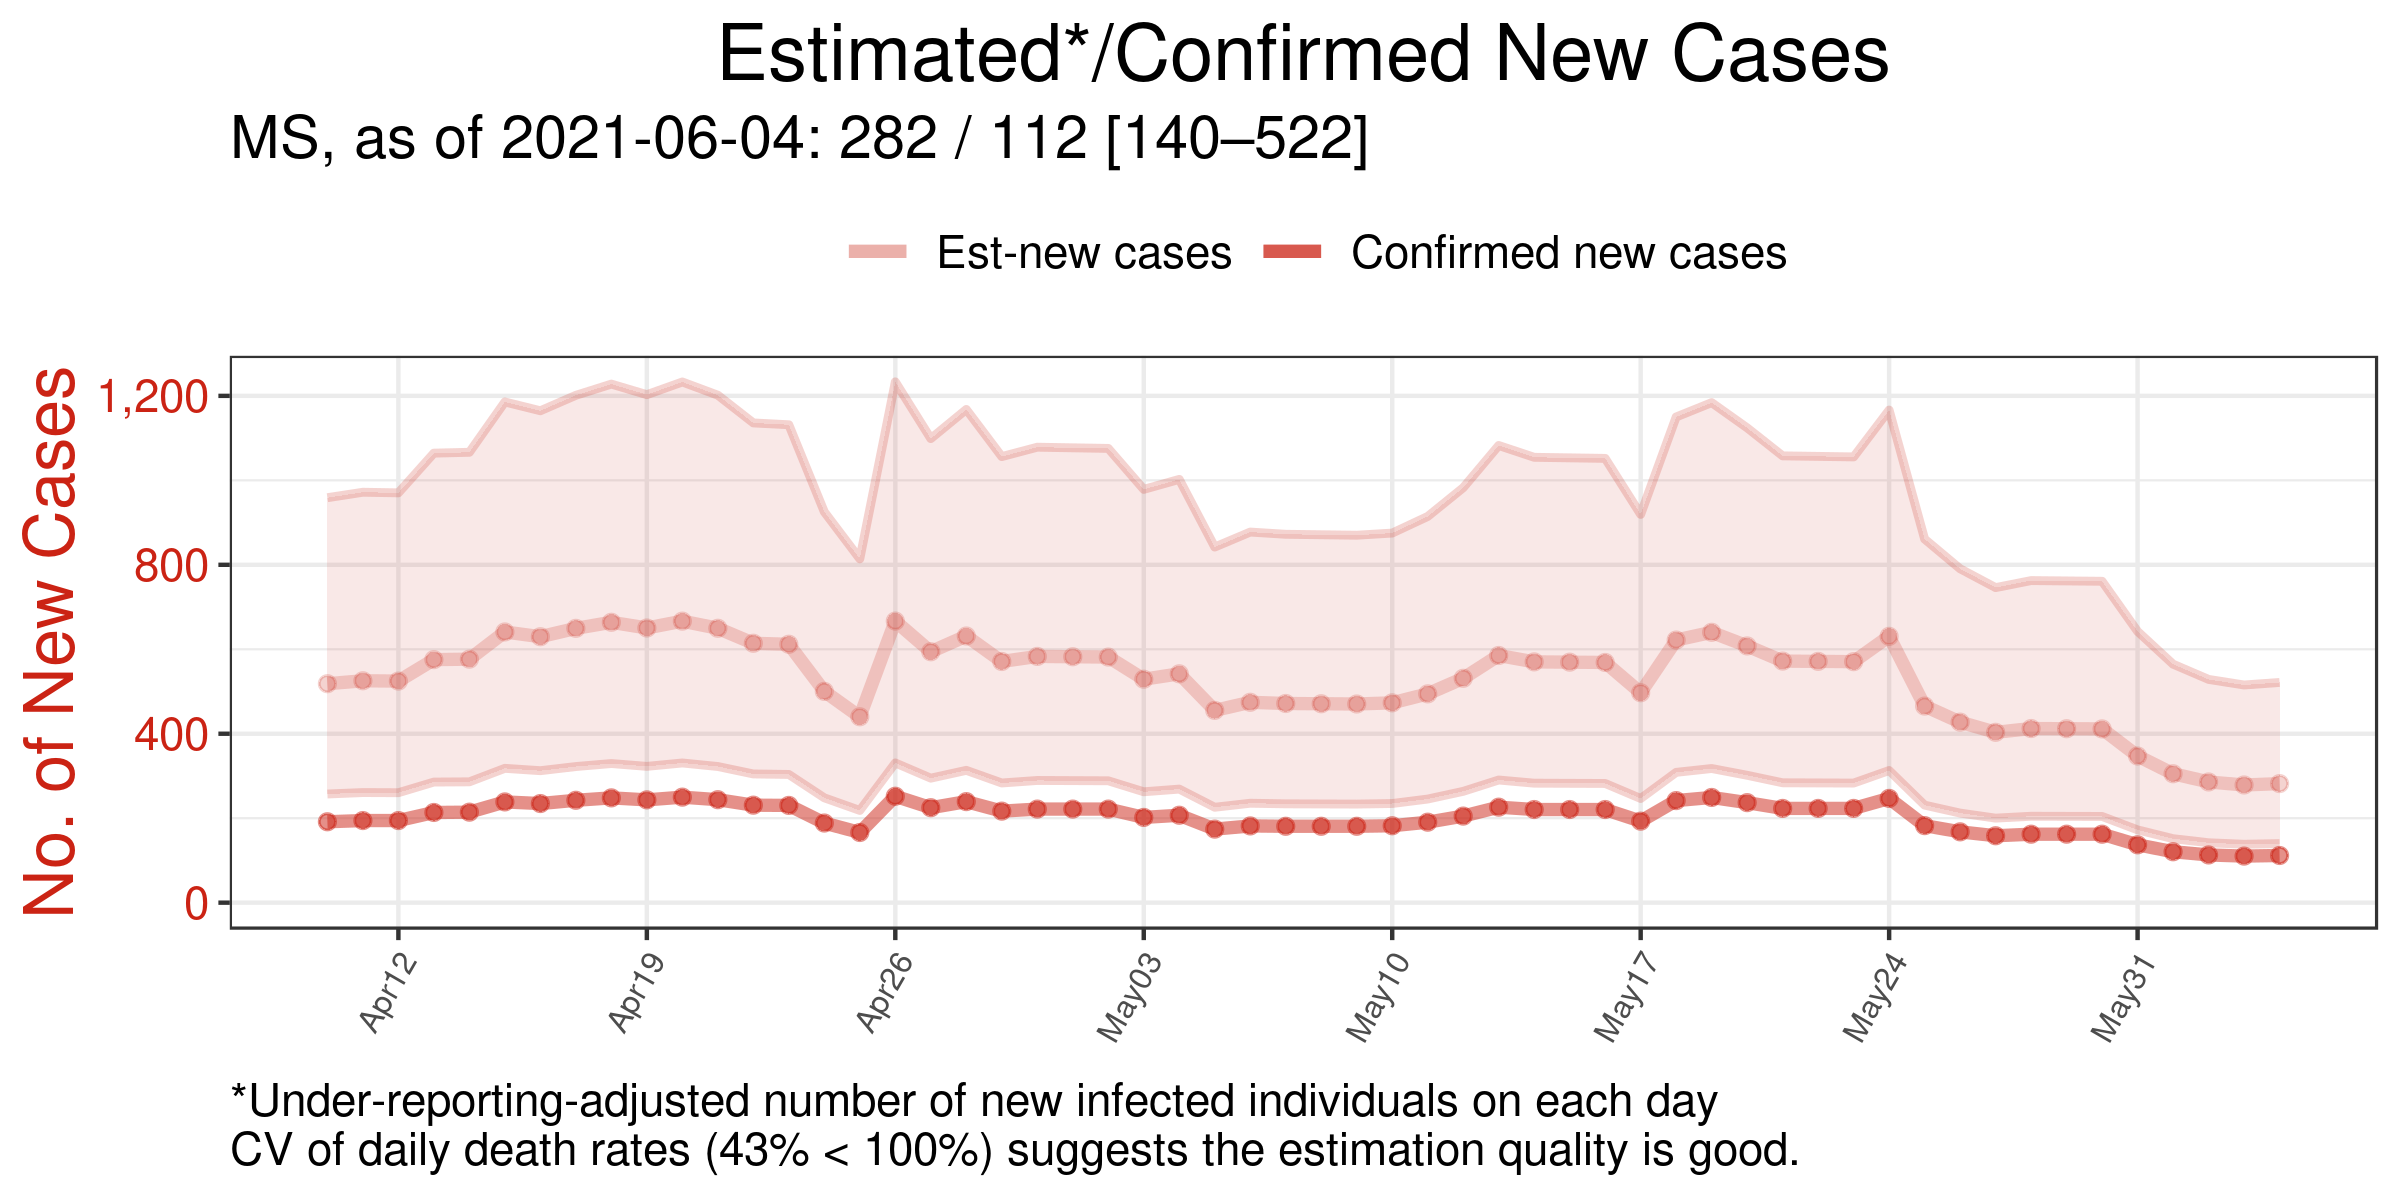 Estimated*/Confirmed New Cases
MS, as of 2021-06-04: 282 / 112 [140–522]
Est-new cases
Confirmed new cases
No. of New Cases
1,200
800
400
0
Apr12
Apr19
Apr26
May03
May10
May17
May24
May31
*Under-reporting-adjusted number of new infected individuals on each day
CV of daily death rates (43% < 100%) suggests the estimation quality is good.